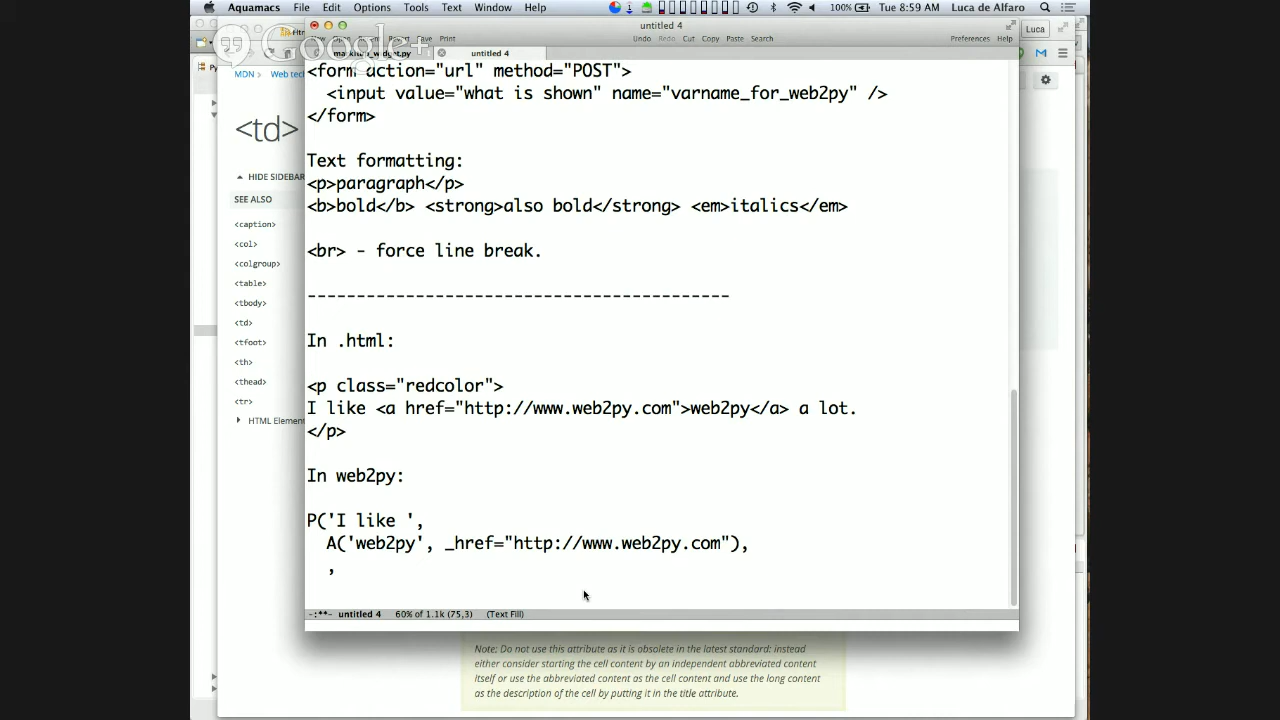 Aquamacs File Edit Options Tools Text Window Help 100% Tue 8:59 AM Luca de Alfaro
untitled 4
Undo Redo Cut Copy Paste Search Preferences Help
Luca
Google+
untitled 4
MDN > Web tec
<td>
HIDE SIDEBAR
SEE ALSO
<caption>
<col>
<colgroup>
<table>
<tbody>
<td>
<tfoot>
<th>
<thead>
<tr>
HTML Elemen
<form action="url" method="POST">
<input value="what is shown" name="varname_for_web2py" />
</form>
Text formatting:
<p>paragraph</p>
<b>bold</b> <strong>also bold</strong> <em>italics</em>
<br> - force line break.
-------------------------------------------
In .html:
<p class="redcolor">
I like <a href="http://www.web2py.com">web2py</a> a lot.
</p>
In web2py:
P('I like ',
A('web2py', _href="http://www.web2py.com"),
,
-:**- untitled 4 60% of 1.1k (75,3) (Text Fill)
Note: Do not use this attribute as it is obsolete in the latest standard: instead
either consider starting the cell content by an independent abbreviated content
itself or use the abbreviated content as the cell content and use the long content
as the description of the cell by putting it in the title attribute.